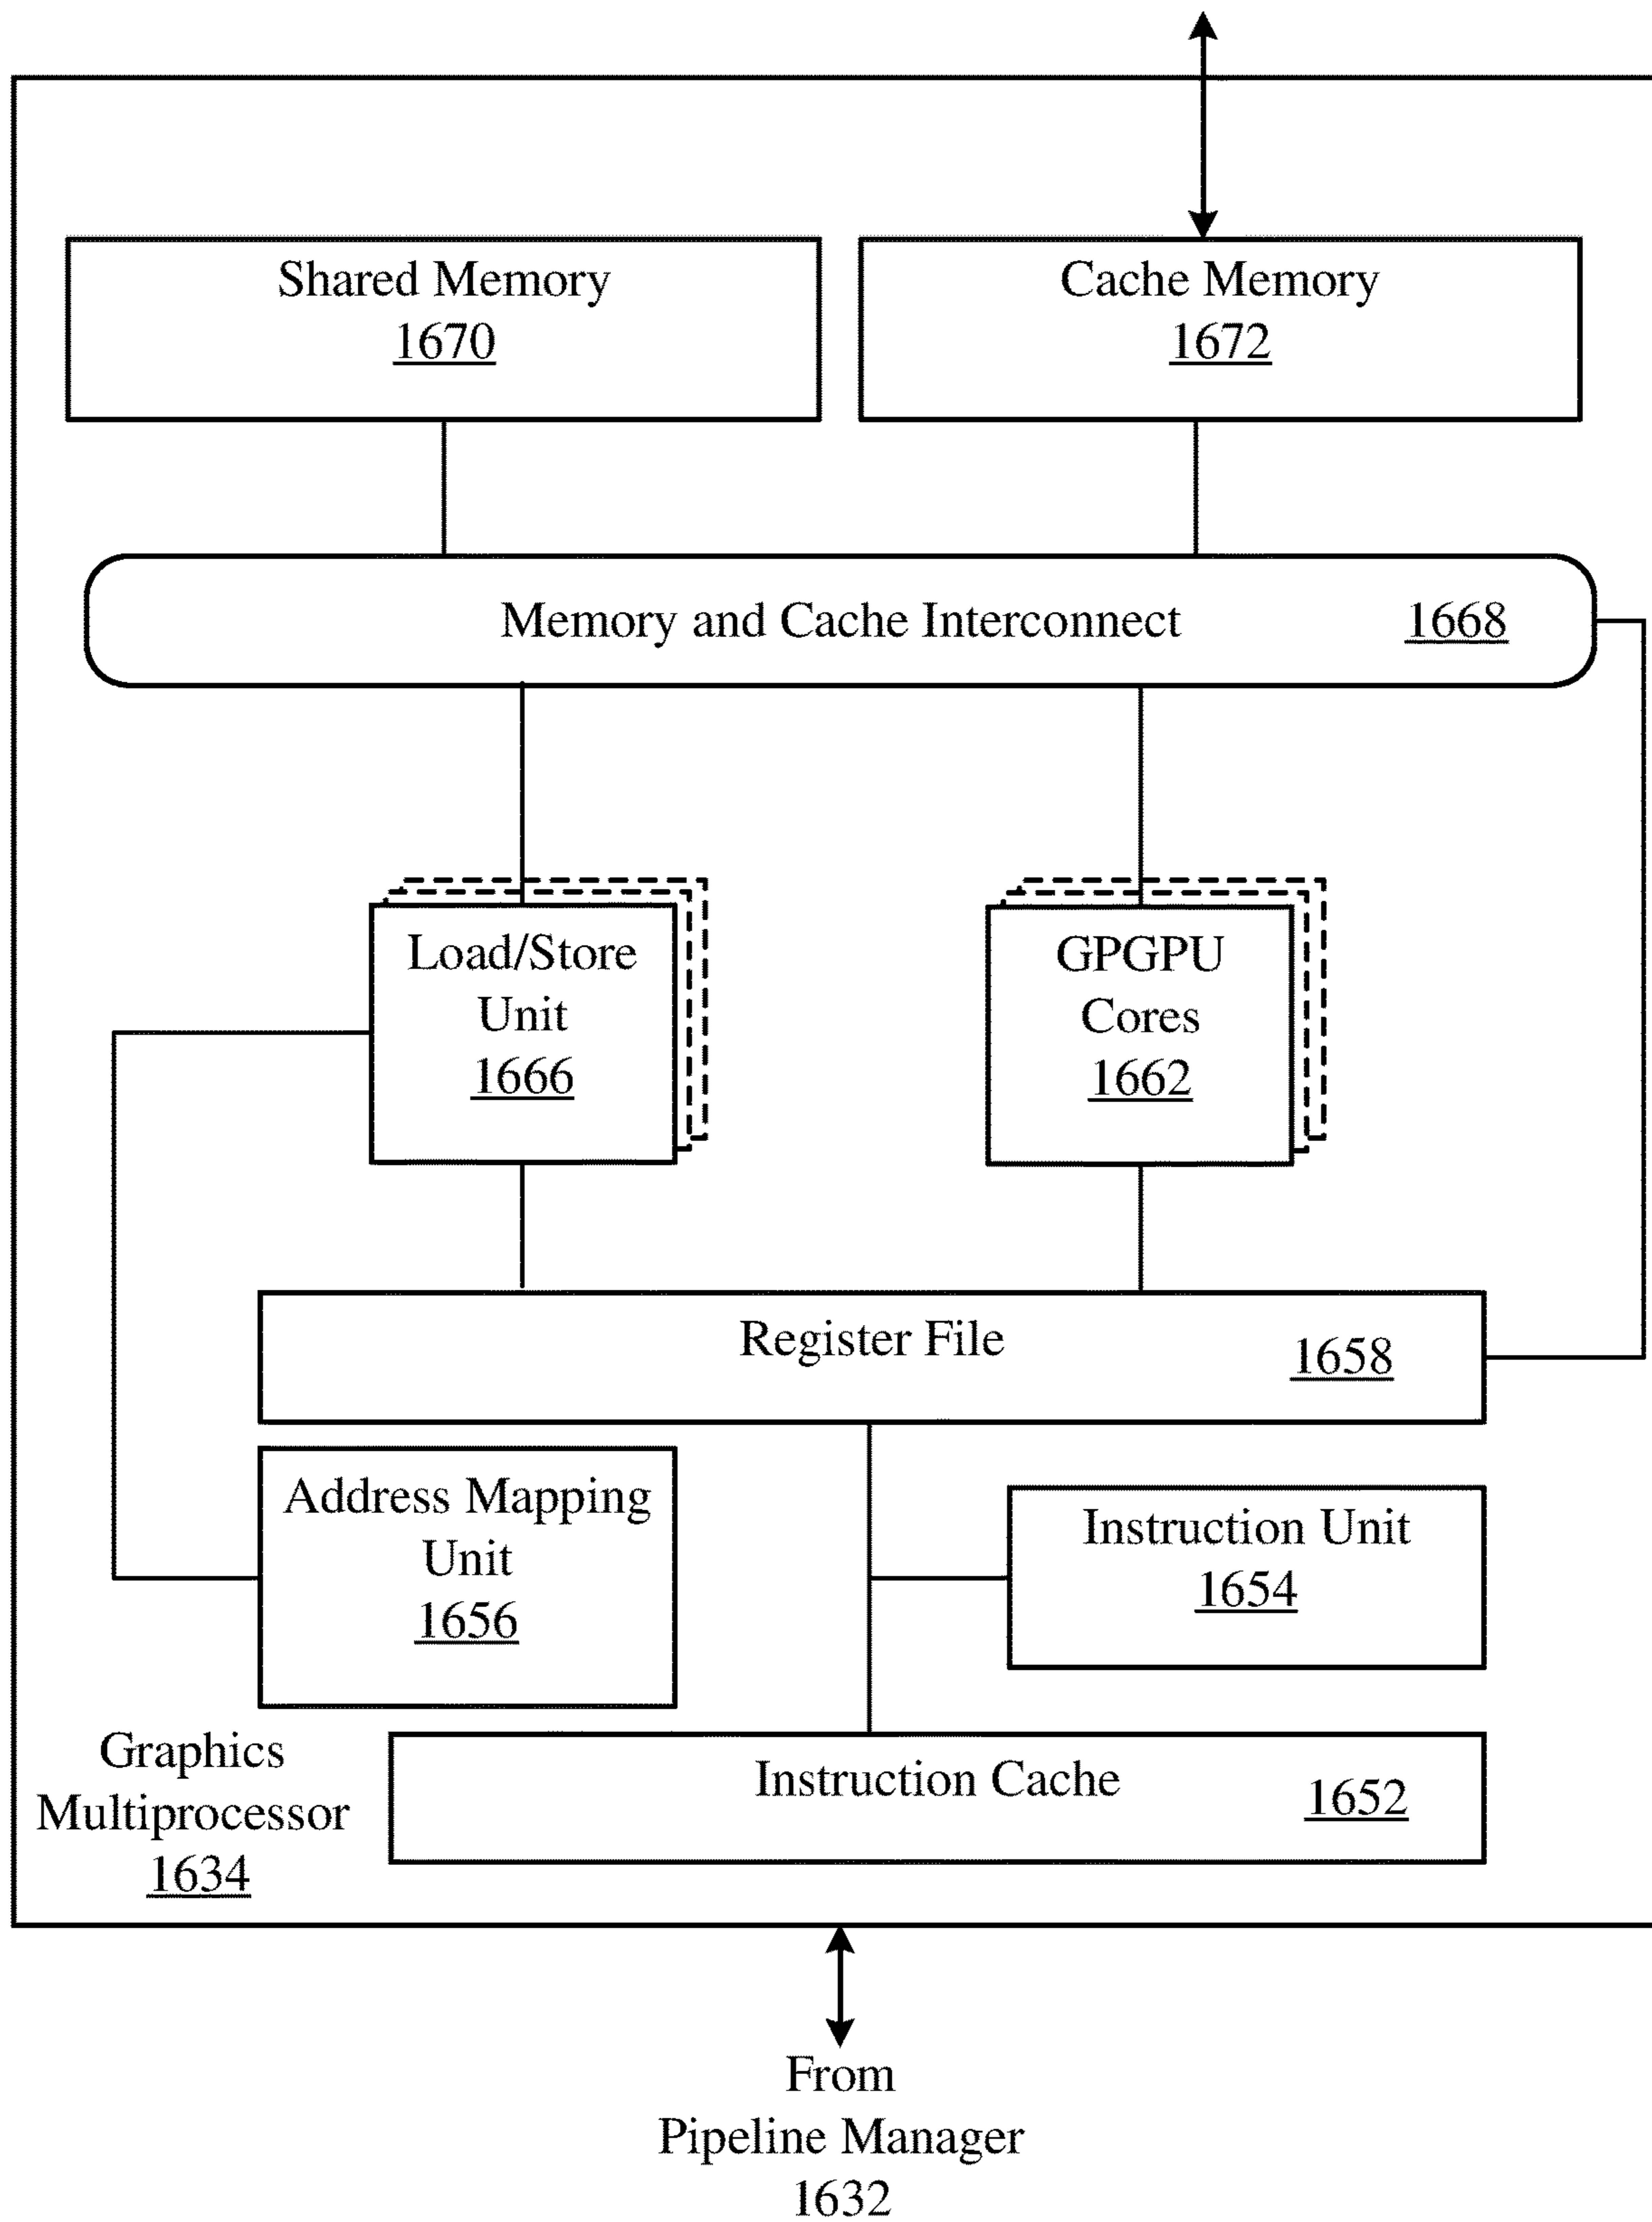 Shared Memory
1670
Cache Memory
1672
Memory and Cache Interconnect 1668
Load/Store
Unit
1666
GPGPU
Cores
1662
Register File 1658
Address Mapping
Unit
1656
Instruction Unit
1654
Graphics
Multiprocessor
1634
Instruction Cache 1652
From
Pipeline Manager
1632